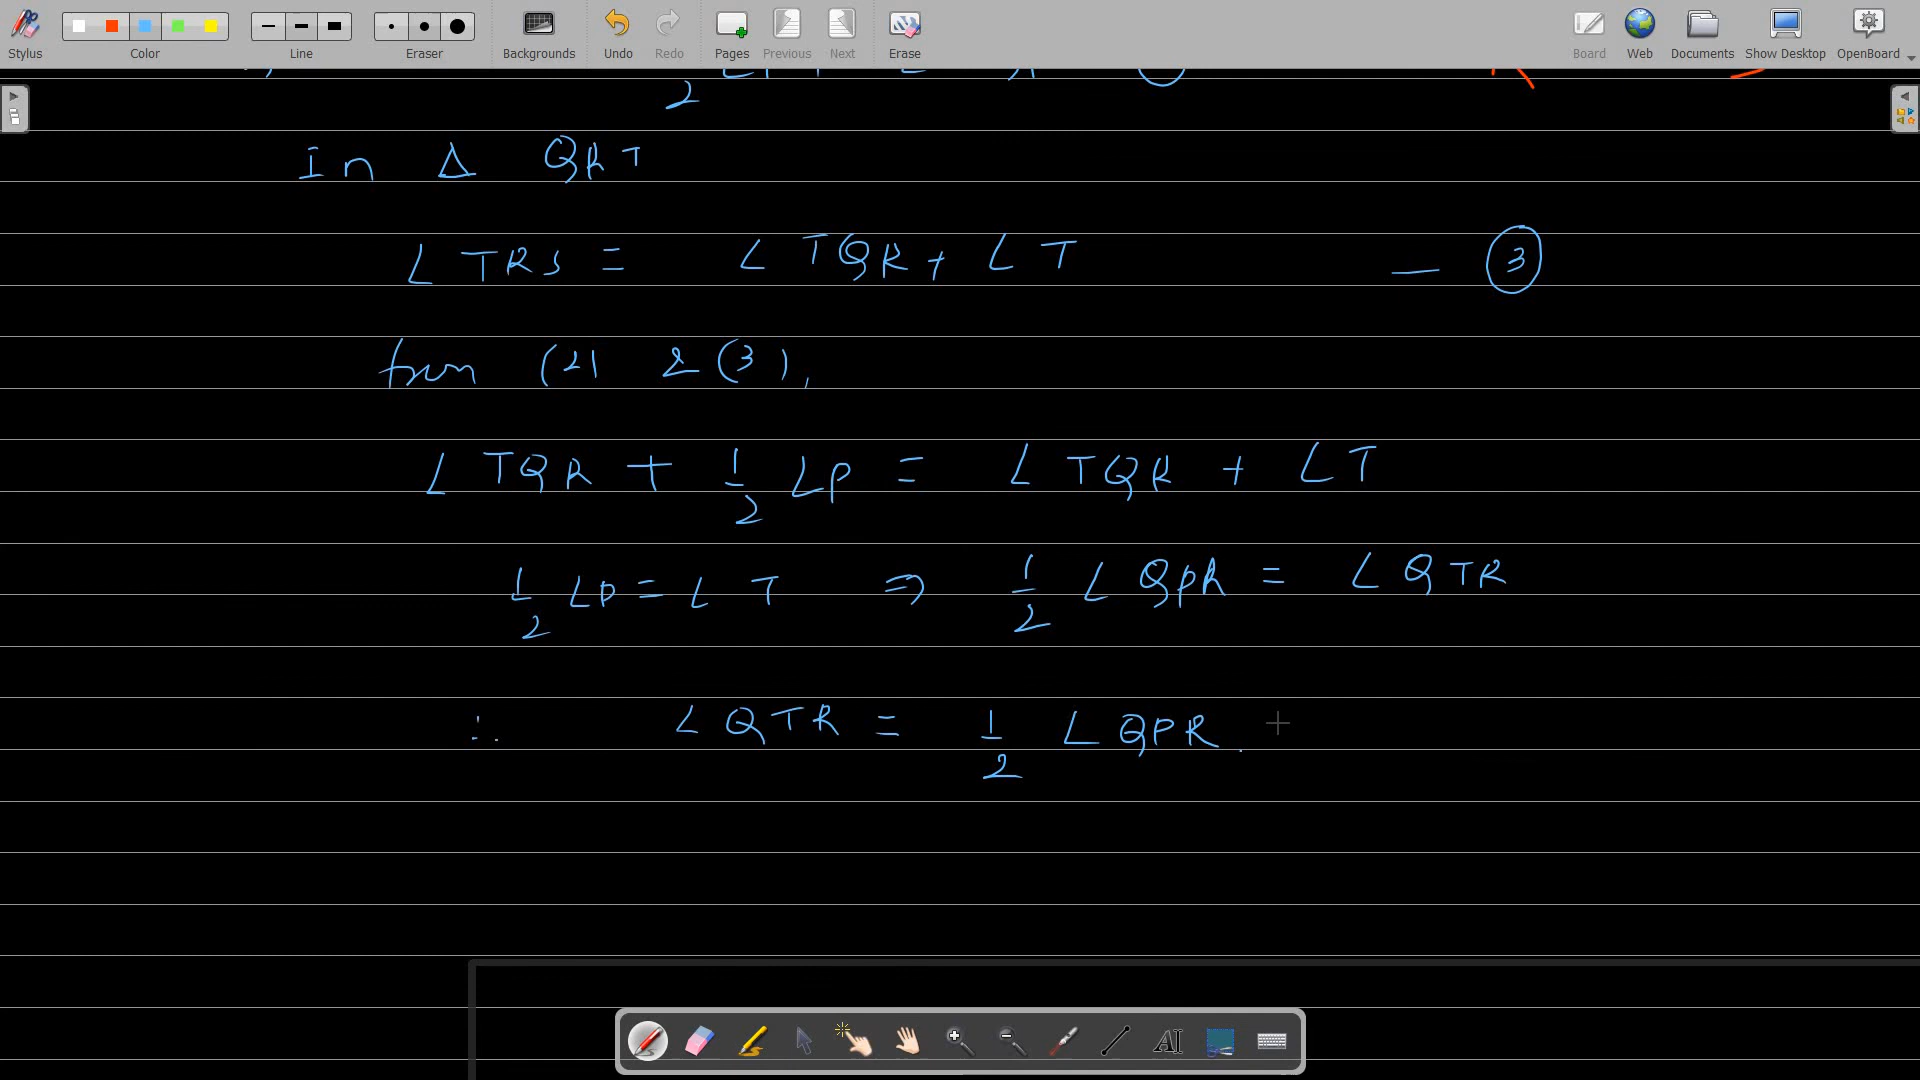 Stylus Color Line Eraser Backgrounds Undo Redo Pages Previous Next Erase Board Web Documents Show Desktop OpenBoard
2
In Δ QRT
∠TRS = ∠TQR + ∠T — ③
from (2) & (3),
∠TQR + 1/2 ∠P = ∠TQR + ∠T
1/2 ∠P = ∠T ⇒ 1/2 ∠QPR = ∠QTR
∴ ∠QTR = 1/2 ∠QPR.